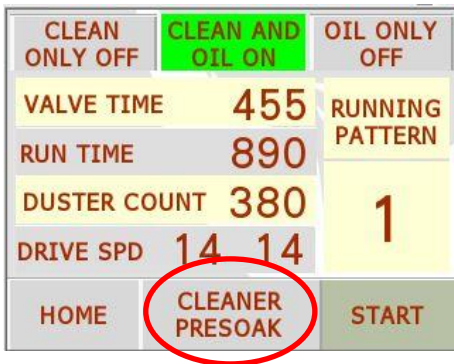 CLEAN
ONLY OFF
CLEAN AND
OIL ON
OIL ONLY
OFF
VALVE TIME 455
RUN TIME 890
DUSTER COUNT 380
DRIVE SPD 14 14
RUNNING
PATTERN
1
HOME
CLEANER
PRESOAK
START